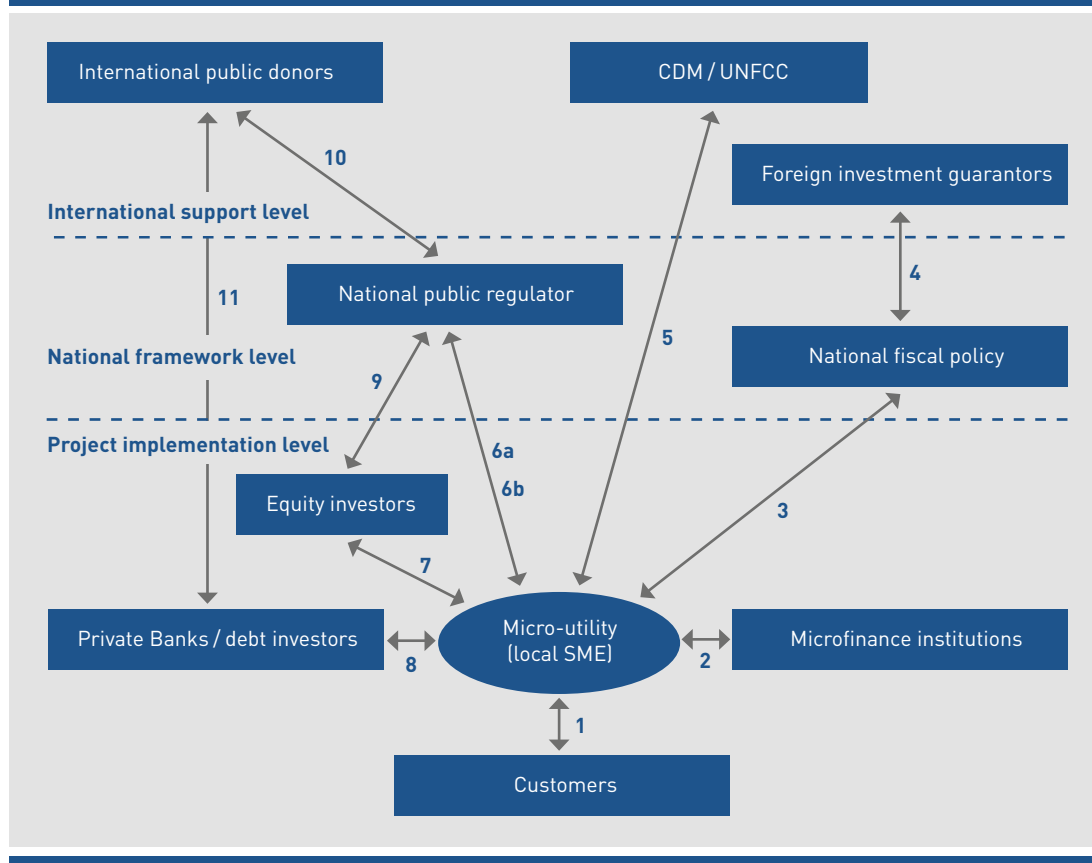 International public donors
CDM / UNFCC
10
Foreign investment guarantors
International support level
4
National public regulator
11
5
National framework level
National fiscal policy
9
Project implementation level
6a
6b
Equity investors
3
7
Private Banks / debt investors
Micro-utility
(local SME)
Microfinance institutions
8
2
1
Customers